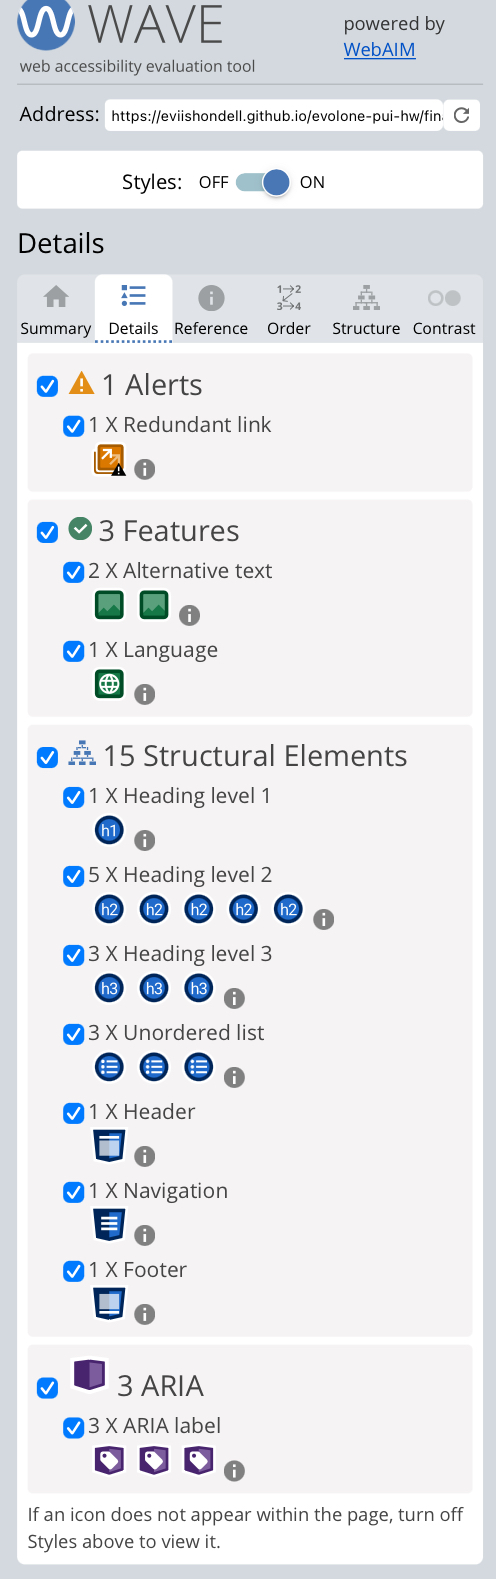 WAVE
powered by
WebAIM
web accessibility evaluation tool
Address: https://eviishondell.github.io/evolone-pui-hw/fin
Styles: OFF ON
Details
1 2
3 4
Summary Details Reference Order Structure Contrast
1 Alerts
1 X Redundant link
3 Features
2 X Alternative text
1 X Language
15 Structural Elements
1 X Heading level 1
h1
5 X Heading level 2
h2 h2 h2 h2 h2
3 X Heading level 3
h3 h3 h3
3 X Unordered list
1 X Header
1 X Navigation
1 X Footer
3 ARIA
3 X ARIA label
If an icon does not appear within the page, turn off
Styles above to view it.